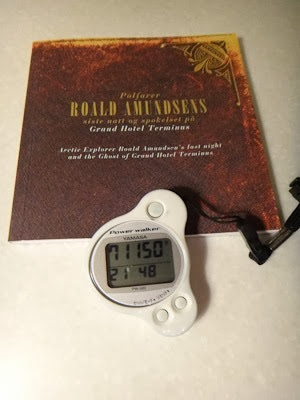 Polfarer
ROALD AMUNDSENS
siste natt og spøkelset på
Grand Hotel Terminus
Arctic Explorer Roald Amundsen's last night
and the Ghost of Grand Hotel Terminus
Power walker
YAMASA
71150
21 48